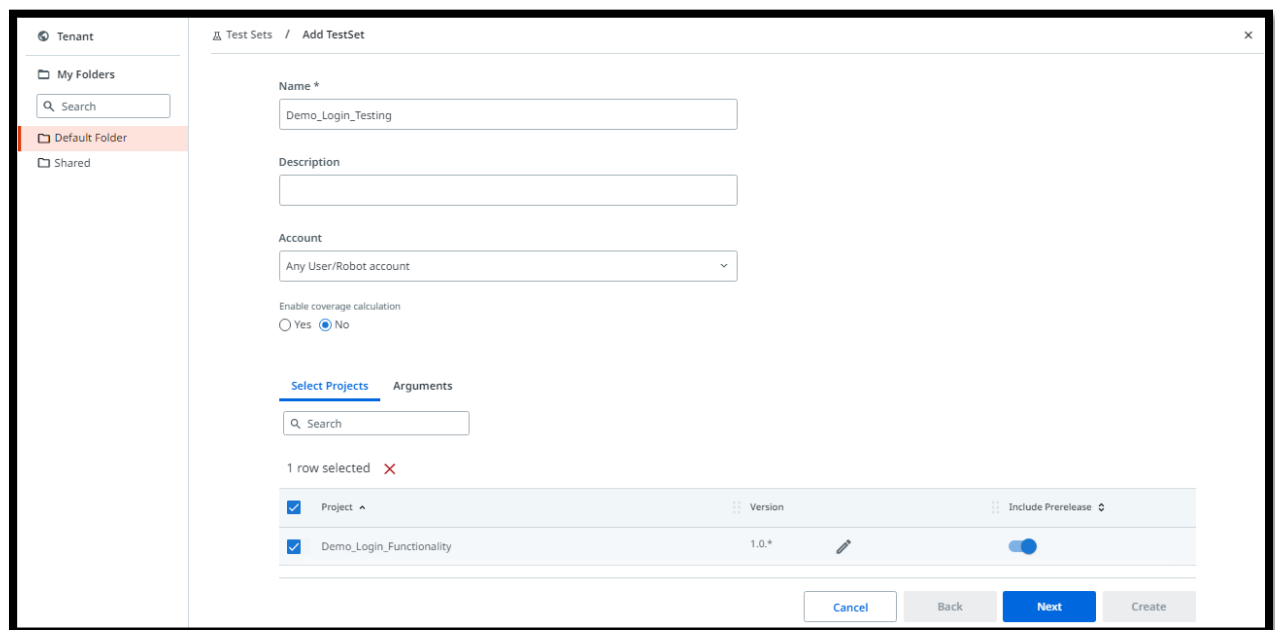 Tenant
My Folders
Search
Default Folder
Shared
Test Sets / Add TestSet
Name *
Demo_Login_Testing
Description
Account
Any User/Robot account
Enable coverage calculation
Yes No
Select Projects Arguments
Search
1 row selected
Project Version Include Prerelease
Demo_Login_Functionality 1.0.*
Cancel Back Next Create